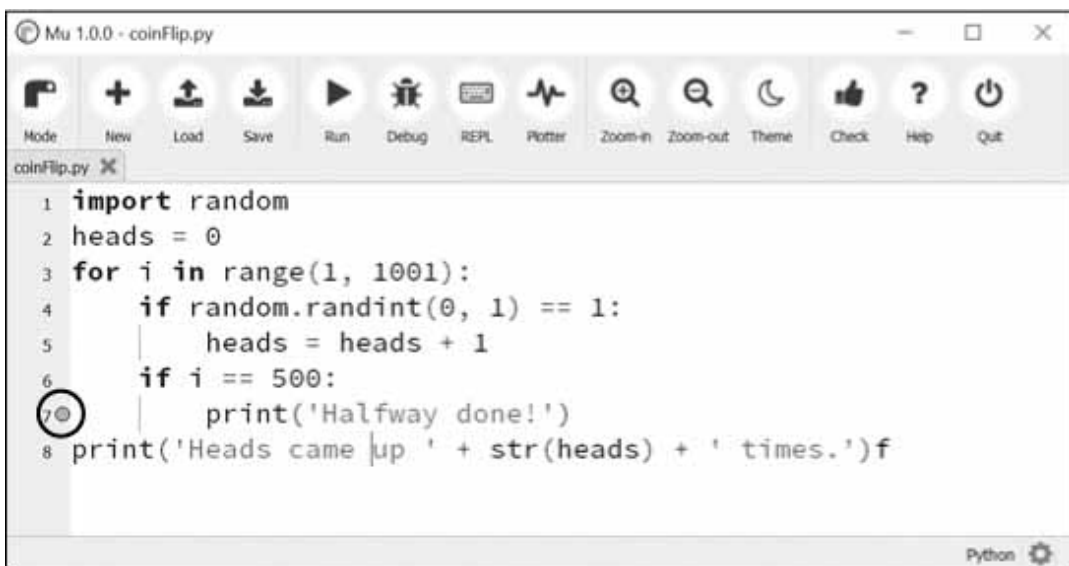 Mu 1.0.0 - coinFlip.py
Mode New Load Save Run Debug REPL Plotter Zoom-in Zoom-out Theme Check Help Quit
coinFlip.py
1 import random
2 heads = 0
3 for i in range(1, 1001):
4     if random.randint(0, 1) == 1:
5         heads = heads + 1
6     if i == 500:
7         print('Halfway done!')
8 print('Heads came up ' + str(heads) + ' times.')f
Python